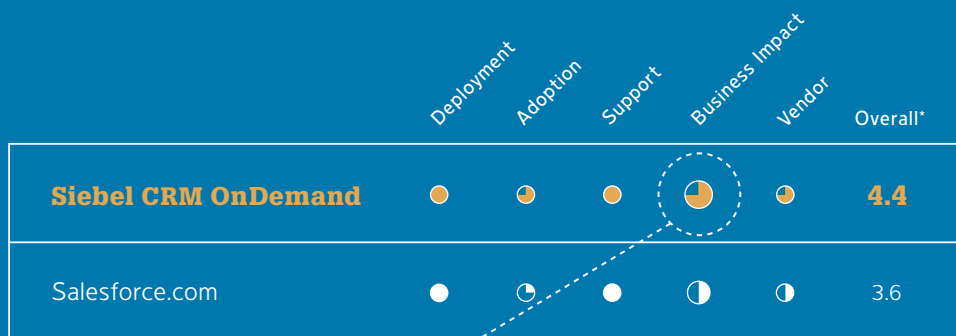 Deployment
Adoption
Support
Business Impact
Vendor
Overall*
Siebel CRM OnDemand
4.4
Salesforce.com
3.6